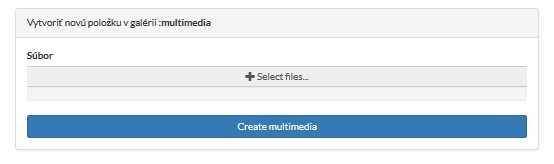 Vytvoriť novú položku v galérii :multimedia
Súbor
Select files...
Create multimedia